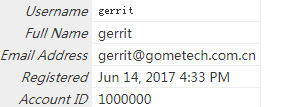 Username gerrit
Full Name gerrit
Email Address gerrit@gometech.com.cn
Registered Jun 14, 2017 4:33 PM
Account ID 1000000